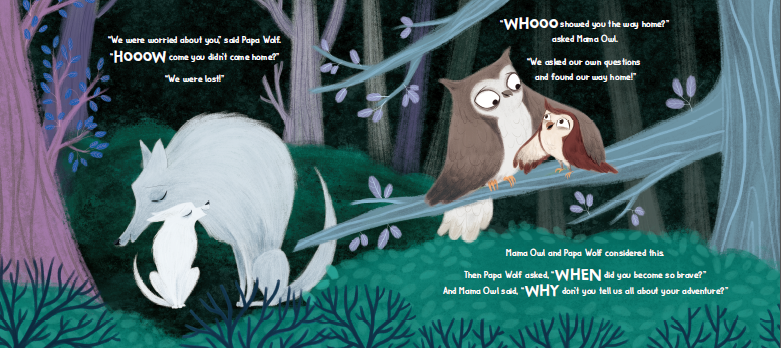 “We were worried about you,” said Papa Wolf.
“HOOOW come you didn’t come home?”
“We were lost!”
“WHOOO showed you the way home?”
asked Mama Owl.
“We asked our own questions
and found our way home!”
Mama Owl and Papa Wolf considered this.
Then Papa Wolf asked, “WHEN did you become so brave?”
And Mama Owl said, “WHY don’t you tell us all about your adventure?”